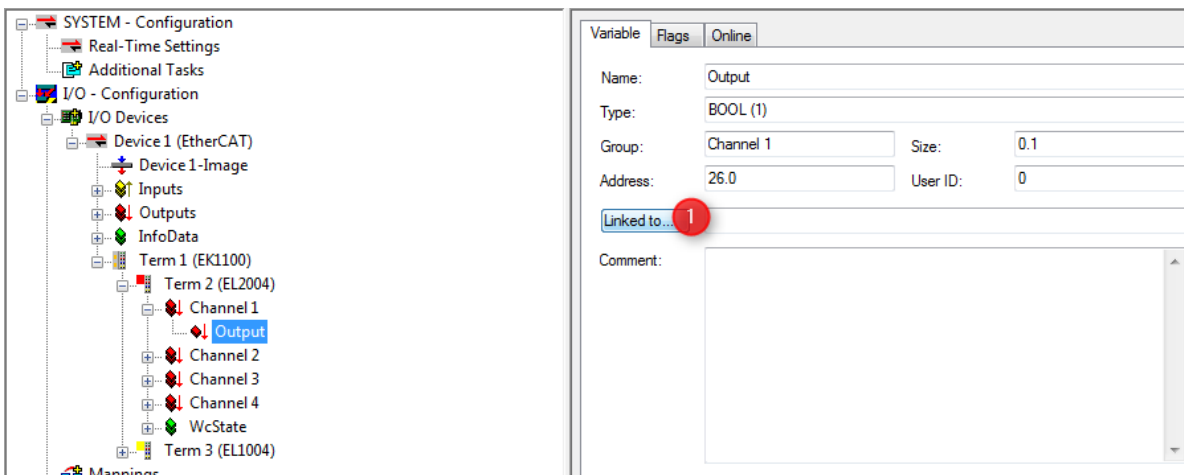 SYSTEM - Configuration
Real-Time Settings
Additional Tasks
I/O - Configuration
I/O Devices
Device 1 (EtherCAT)
Device 1-Image
Inputs
Outputs
InfoData
Term 1 (EK1100)
Term 2 (EL2004)
Channel 1
Output
Channel 2
Channel 3
Channel 4
WcState
Term 3 (EL1004)
Mappings
Variable Flags Online
Name: Output
Type: BOOL (1)
Group: Channel 1 Size: 0.1
Address: 26.0 User ID: 0
Linked to... 1
Comment: